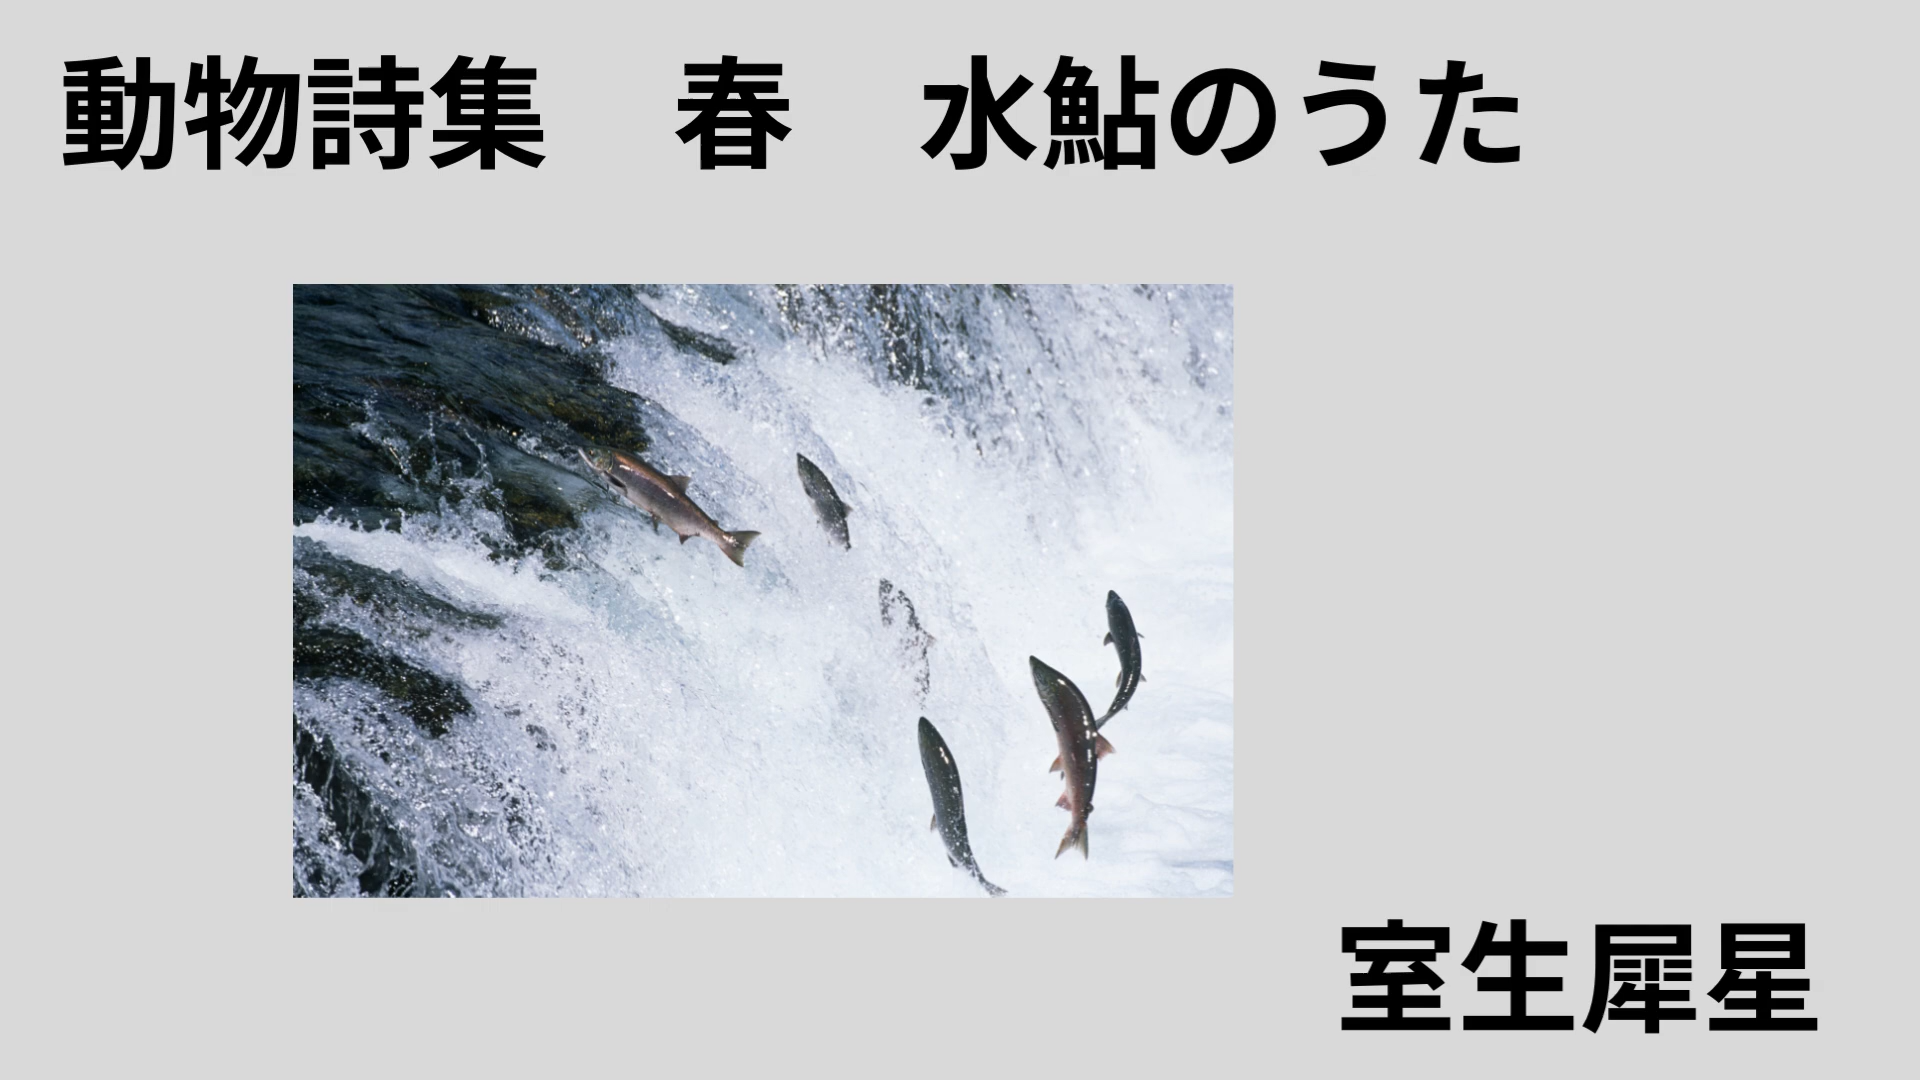 動物詩集　春　水鮎のうた
室生犀星